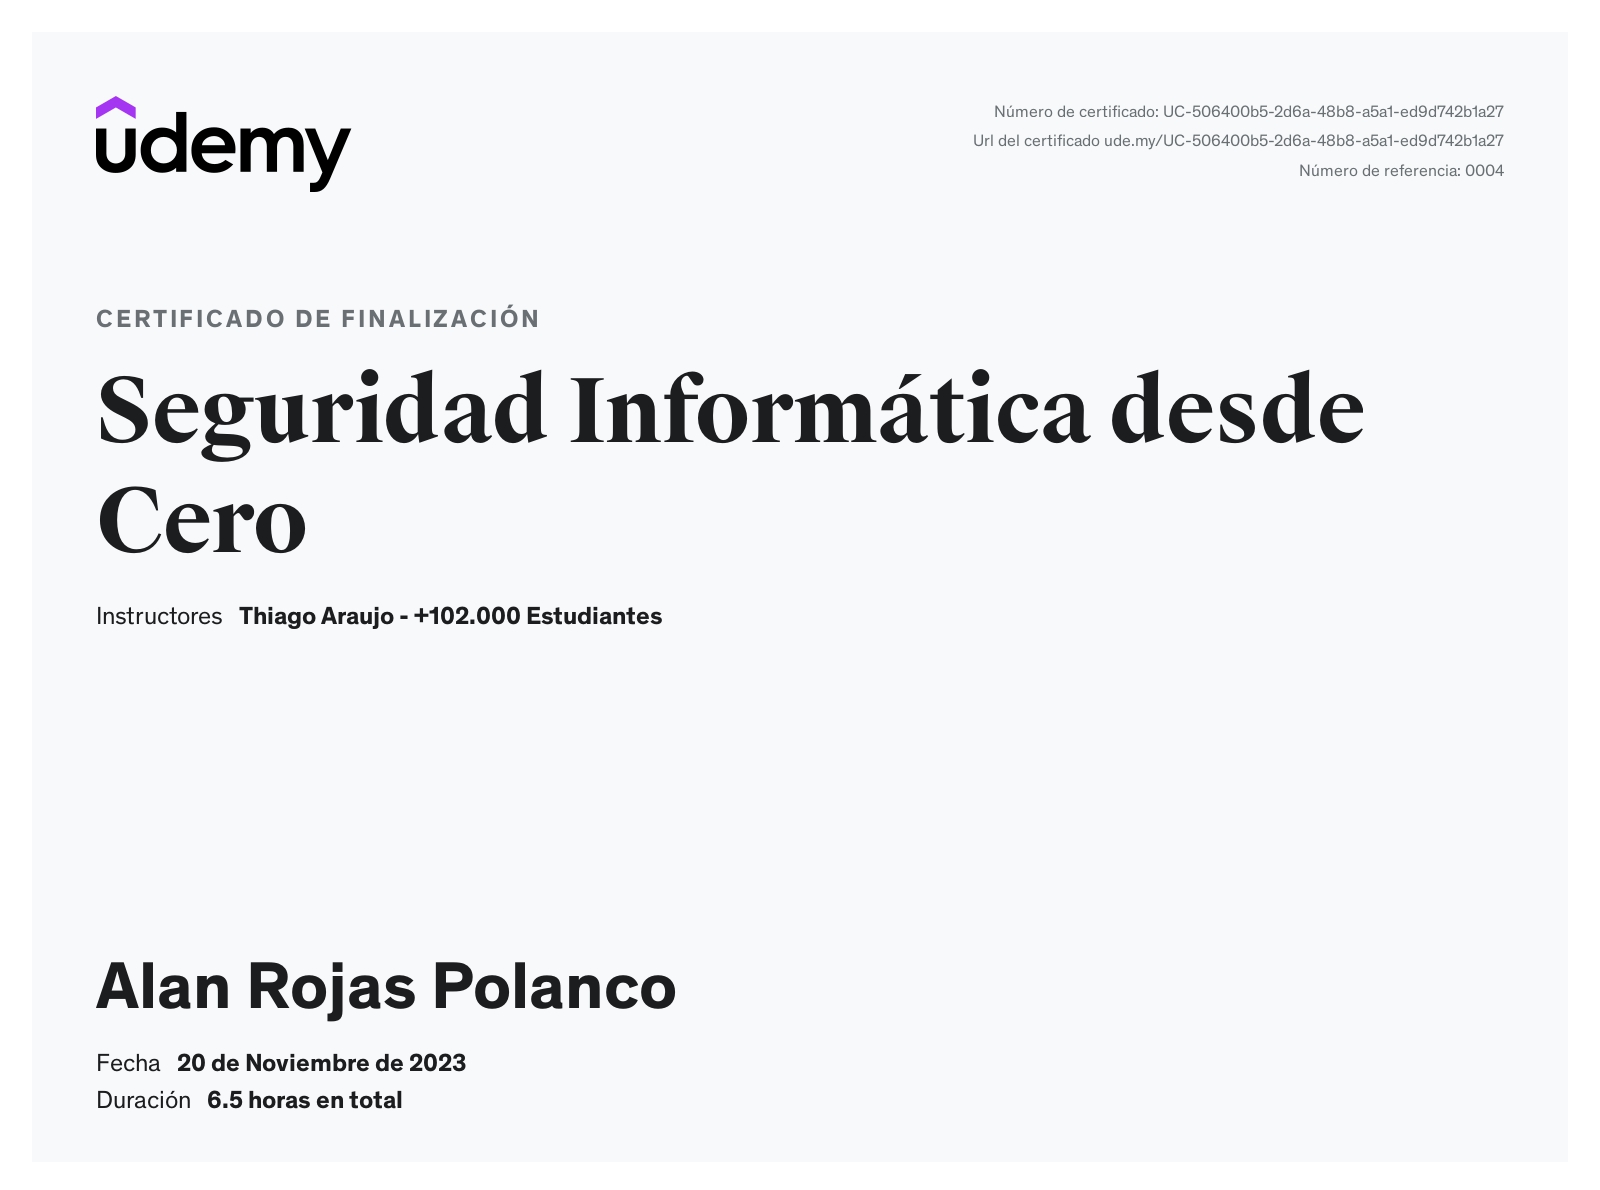 udemy
Número de certificado: UC-506400b5-2d6a-48b8-a5a1-ed9d742b1a27
Url del certificado ude.my/UC-506400b5-2d6a-48b8-a5a1-ed9d742b1a27
Número de referencia: 0004
CERTIFICADO DE FINALIZACIÓN
Seguridad Informática desde
Cero
Instructores Thiago Araujo - +102.000 Estudiantes
Alan Rojas Polanco
Fecha 20 de Noviembre de 2023
Duración 6.5 horas en total